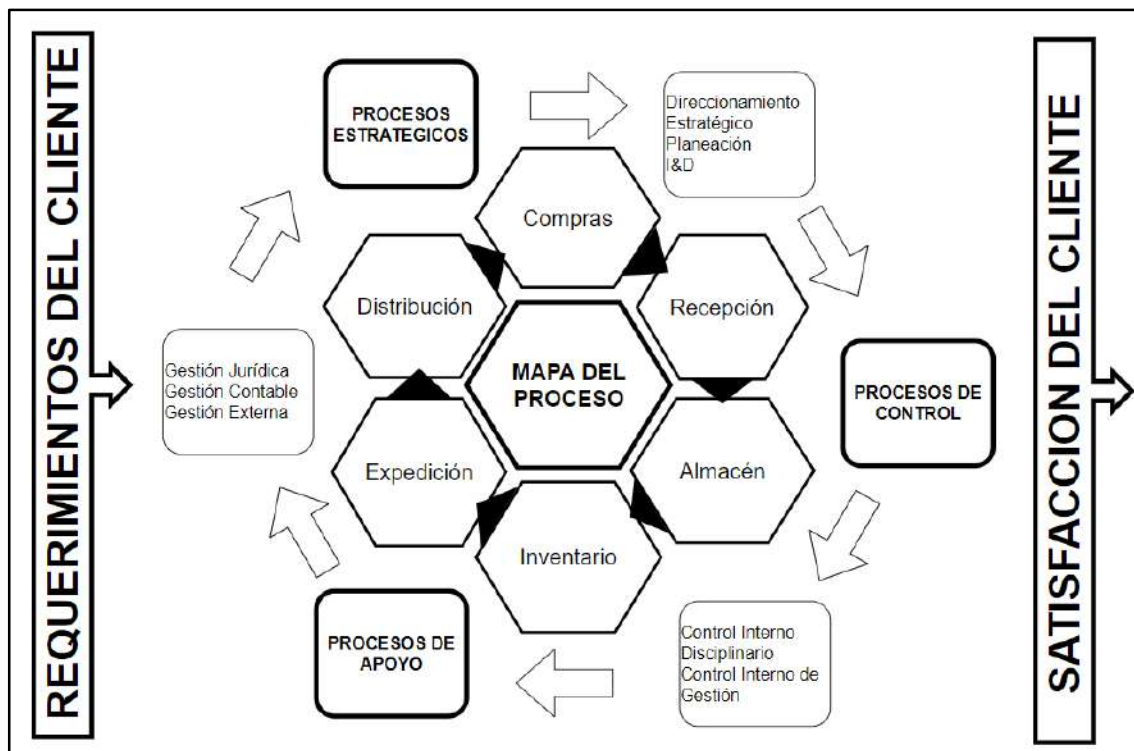 REQUERIMIENTOS DEL CLIENTE
PROCESOS
ESTRATEGICOS
Direccionamiento
Estratégico
Planeación
I&D
Compras
Distribución
Recepción
MAPA DEL
PROCESO
Gestión Jurídica
Gestión Contable
Gestión Externa
PROCESOS DE
CONTROL
Expedición
Almacén
Inventario
PROCESOS DE
APOYO
Control Interno
Disciplinario
Control Interno de
Gestión
SATISFACCION DEL CLIENTE